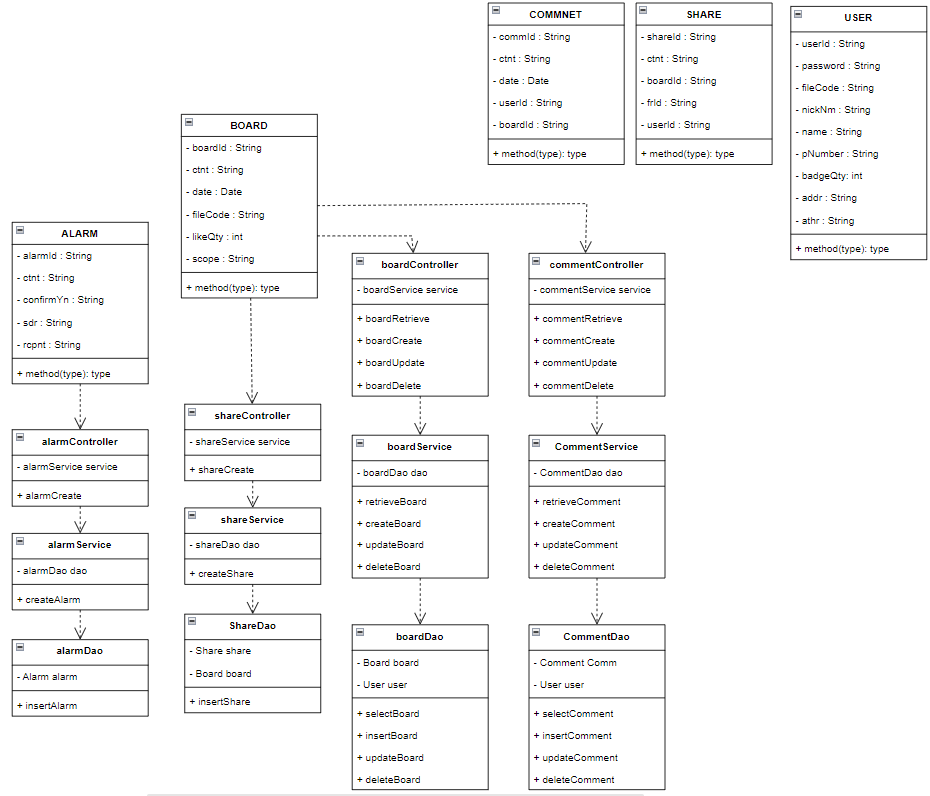 COMMNET
- commId : String
- ctnt : String
- date : Date
- userId : String
- boardId : String
+ method(type): type
SHARE
- shareId : String
- ctnt : String
- boardId : String
- frId : String
- userId : String
+ method(type): type
USER
- userId : String
- password : String
- fileCode : String
- nickNm : String
- name : String
- pNumber : String
- badgeQty: int
- addr : String
- athr : String
+ method(type): type
BOARD
- boardId : String
- ctnt : String
- date : Date
- fileCode : String
- likeQty : int
- scope : String
+ method(type): type
ALARM
- alarmId : String
- ctnt : String
- confirmYn : String
- sdr : String
- rcpnt : String
+ method(type): type
alarmController
- alarmService service
+ alarmCreate
alarmService
- alarmDao dao
+ createAlarm
alarmDao
- Alarm alarm
+ insertAlarm
shareController
- shareService service
+ shareCreate
shareService
- shareDao dao
+ createShare
ShareDao
- Share share
- Board board
+ insertShare
boardController
- boardService service
+ boardRetrieve
+ boardCreate
+ boardUpdate
+ boardDelete
boardService
- boardDao dao
+ retrieveBoard
+ createBoard
+ updateBoard
+ deleteBoard
boardDao
- Board board
- User user
+ selectBoard
+ insertBoard
+ updateBoard
+ deleteBoard
commentController
- commentService service
+ commentRetrieve
+ commentCreate
+ commentUpdate
+ commentDelete
CommentService
- CommentDao dao
+ retrieveComment
+ createComment
+ updateComment
+ deleteComment
CommentDao
- Comment Comm
- User user
+ selectComment
+ insertComment
+ updateComment
+ deleteComment